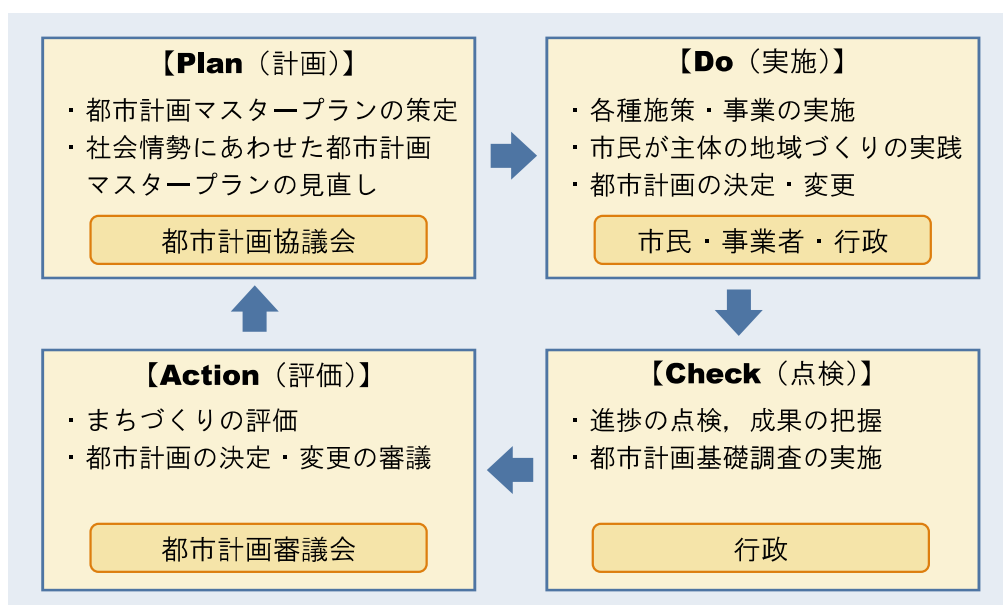 【Plan（計画）】
・都市計画マスタープランの策定
・社会情勢にあわせた都市計画
マスタープランの見直し
都市計画協議会
【Do（実施）】
・各種施策・事業の実施
・市民が主体の地域づくりの実践
・都市計画の決定・変更
市民・事業者・行政
【Action（評価）】
・まちづくりの評価
・都市計画の決定・変更の審議
都市計画審議会
【Check（点検）】
・進捗の点検，成果の把握
・都市計画基礎調査の実施
行政